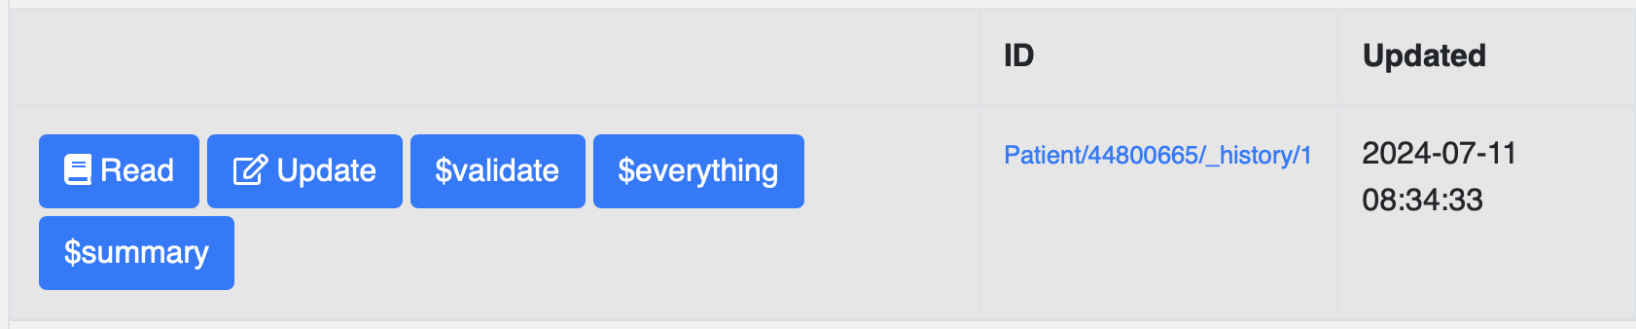 ID Updated
Read Update $validate $everything Patient/44800665/_history/1 2024-07-11
08:34:33
$summary